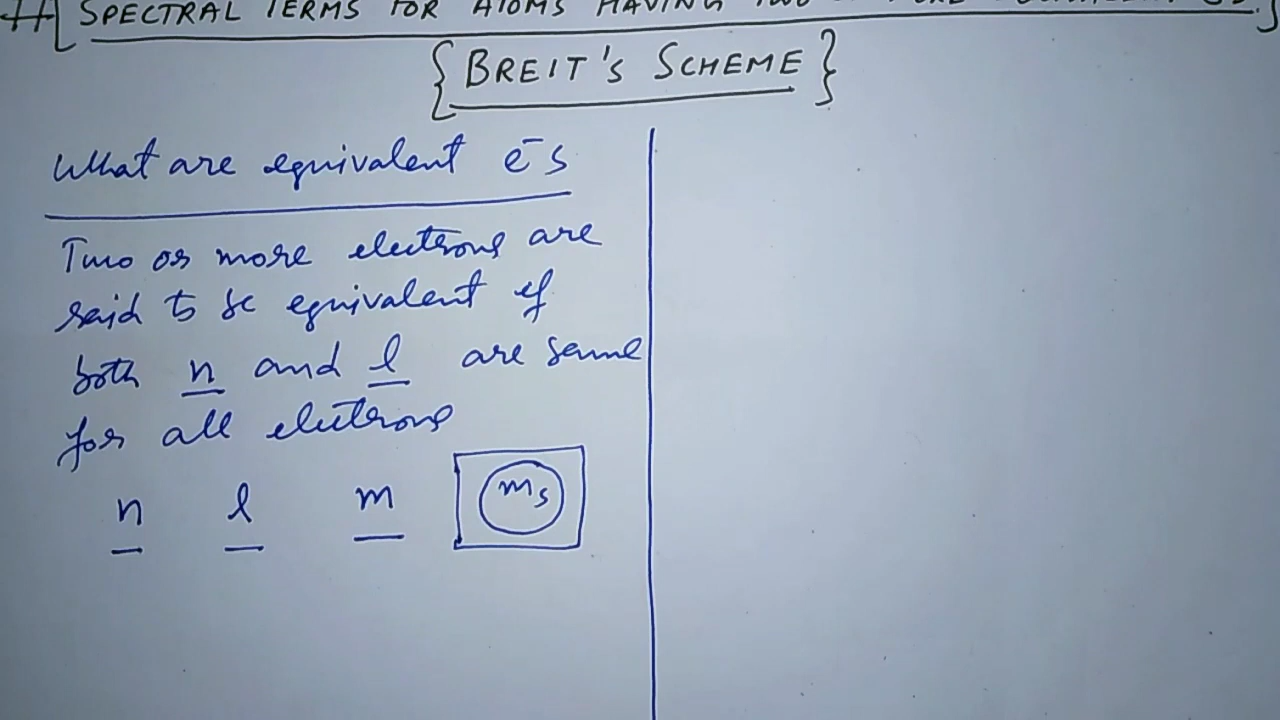 SPECTRAL TERMS FOR ATOMS HAVING
{BREIT'S SCHEME}
What are equivalent e⁻s
Two or more electrons are
said to be equivalent if
both n and l are same
for all electrons
n l m ms